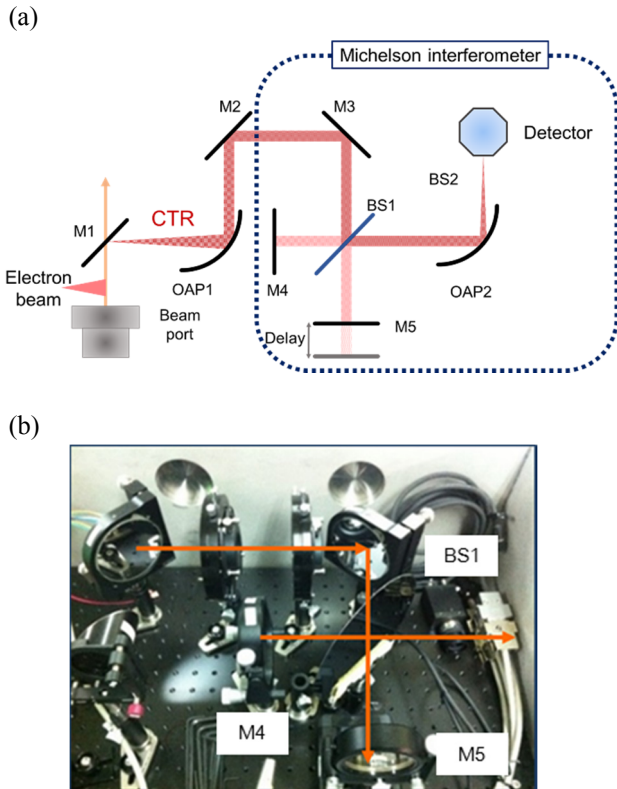 (a)
Michelson interferometer
M2
M3
Detector
BS2
BS1
M1
CTR
Electron
beam
OAP1
M4
OAP2
Beam
port
M5
Delay
(b)
BS1
M4
M5